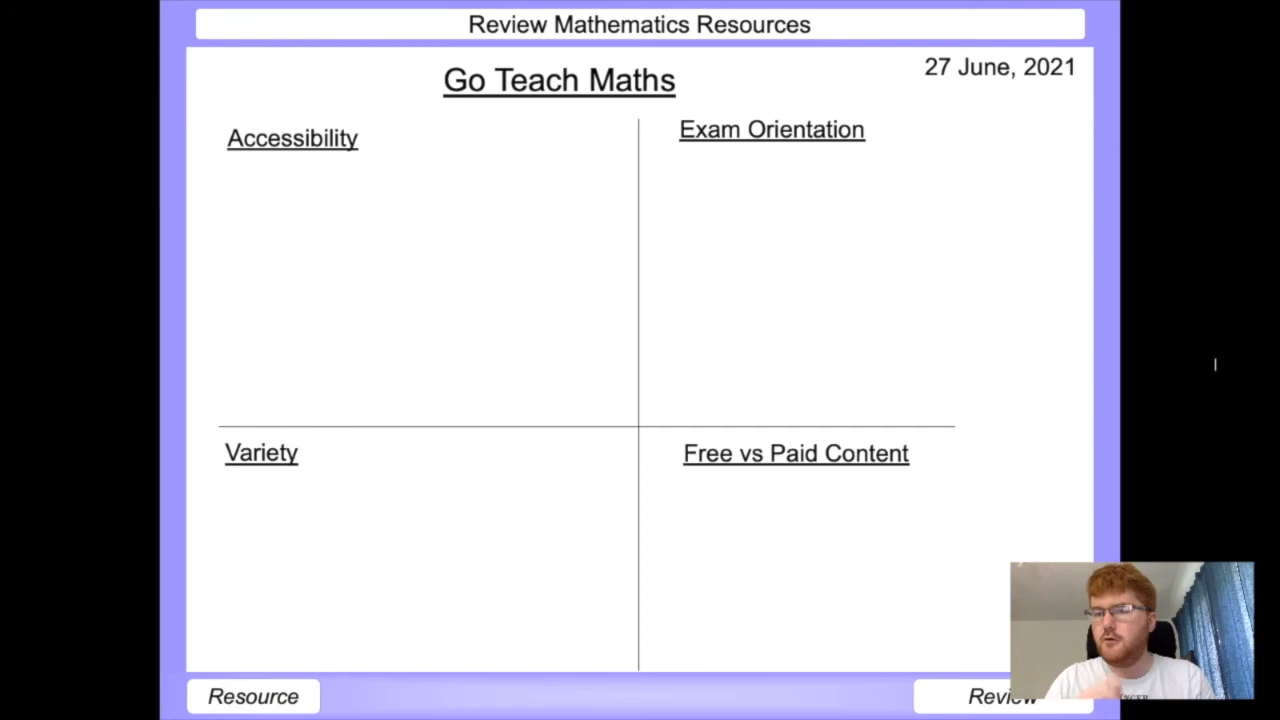 Review Mathematics Resources
27 June, 2021
Go Teach Maths
Accessibility
Exam Orientation
Variety
Free vs Paid Content
Resource
Review